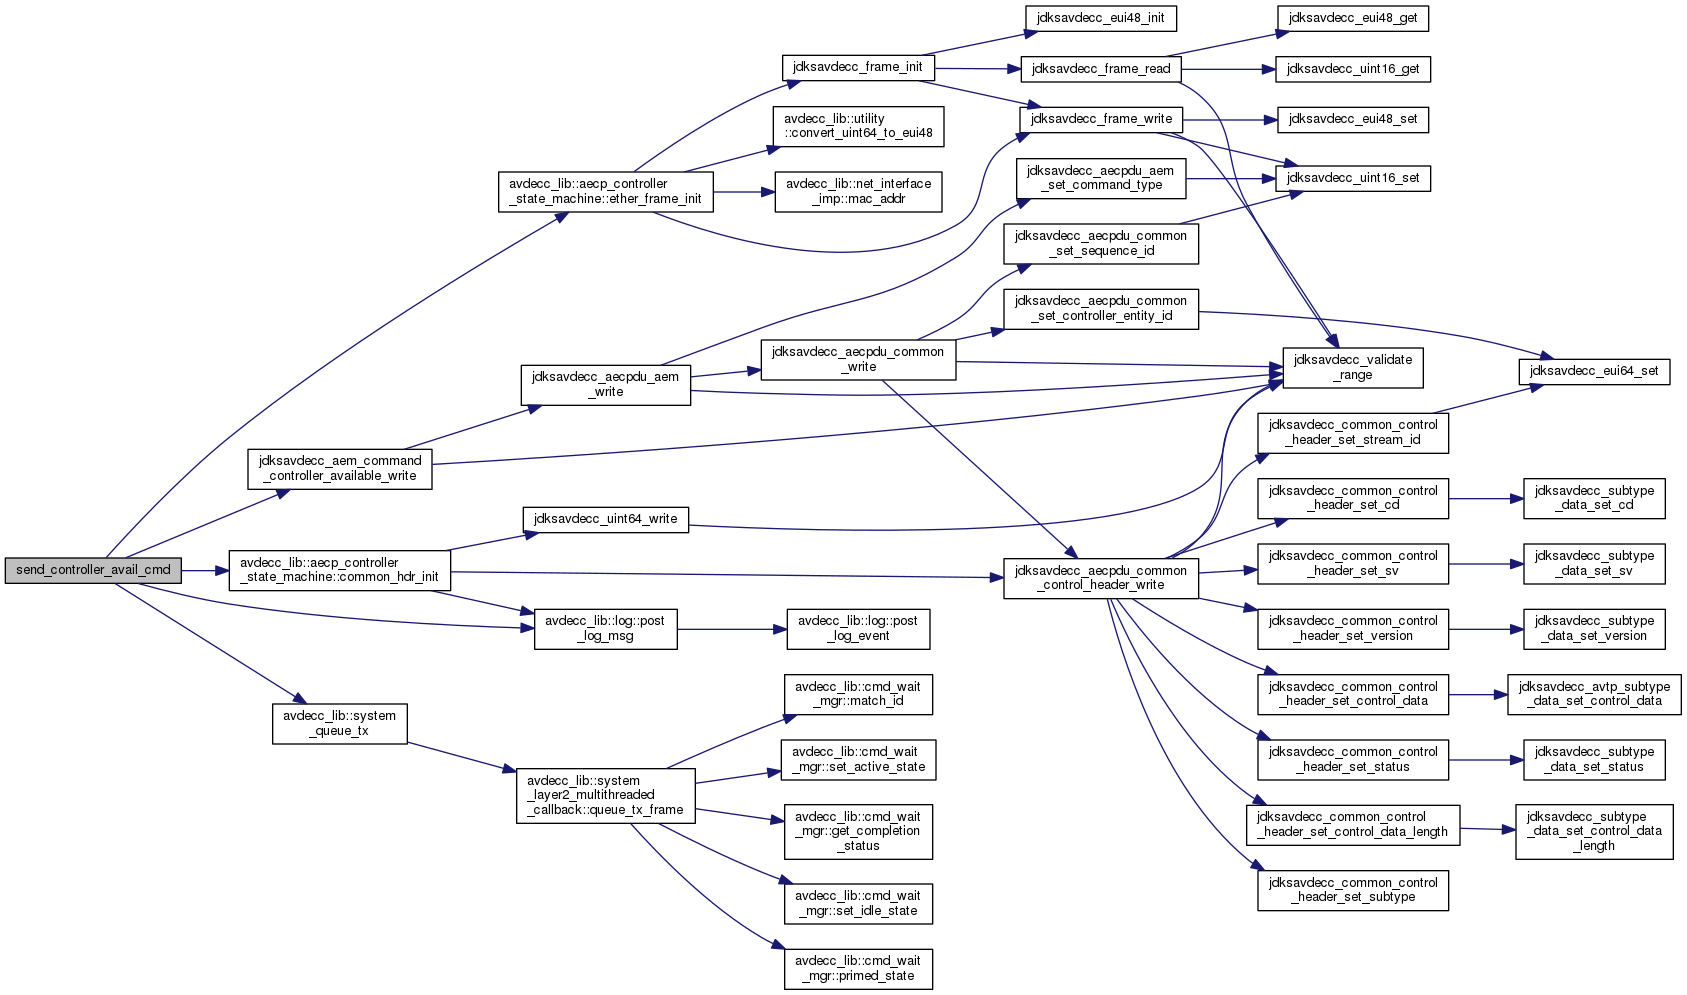 send_controller_avail_cmd
avdecc_lib::aecp_controller
_state_machine::ether_frame_init
jdksavdecc_aem_command
_controller_available_write
avdecc_lib::aecp_controller
_state_machine::common_hdr_init
avdecc_lib::system
_queue_tx
jdksavdecc_aecpdu_aem
_write
jdksavdecc_uint64_write
avdecc_lib::log::post
_log_msg
avdecc_lib::system
_layer2_multithreaded
_callback::queue_tx_frame
jdksavdecc_frame_init
avdecc_lib::utility
::convert_uint64_to_eui48
avdecc_lib::net_interface
_imp::mac_addr
jdksavdecc_aecpdu_common
_write
avdecc_lib::log::post
_log_event
avdecc_lib::cmd_wait
_mgr::match_id
avdecc_lib::cmd_wait
_mgr::set_active_state
avdecc_lib::cmd_wait
_mgr::get_completion
_status
avdecc_lib::cmd_wait
_mgr::set_idle_state
avdecc_lib::cmd_wait
_mgr::primed_state
jdksavdecc_eui48_init
jdksavdecc_frame_read
jdksavdecc_frame_write
jdksavdecc_aecpdu_aem
_set_command_type
jdksavdecc_aecpdu_common
_set_sequence_id
jdksavdecc_aecpdu_common
_set_controller_entity_id
jdksavdecc_aecpdu_common
_control_header_write
jdksavdecc_eui48_get
jdksavdecc_uint16_get
jdksavdecc_eui48_set
jdksavdecc_uint16_set
jdksavdecc_validate
_range
jdksavdecc_common_control
_header_set_stream_id
jdksavdecc_common_control
_header_set_cd
jdksavdecc_common_control
_header_set_sv
jdksavdecc_common_control
_header_set_version
jdksavdecc_common_control
_header_set_control_data
jdksavdecc_common_control
_header_set_status
jdksavdecc_common_control
_header_set_control_data_length
jdksavdecc_common_control
_header_set_subtype
jdksavdecc_eui64_set
jdksavdecc_subtype
_data_set_cd
jdksavdecc_subtype
_data_set_sv
jdksavdecc_subtype
_data_set_version
jdksavdecc_avtp_subtype
_data_set_control_data
jdksavdecc_subtype
_data_set_status
jdksavdecc_subtype
_data_set_control_data
_length